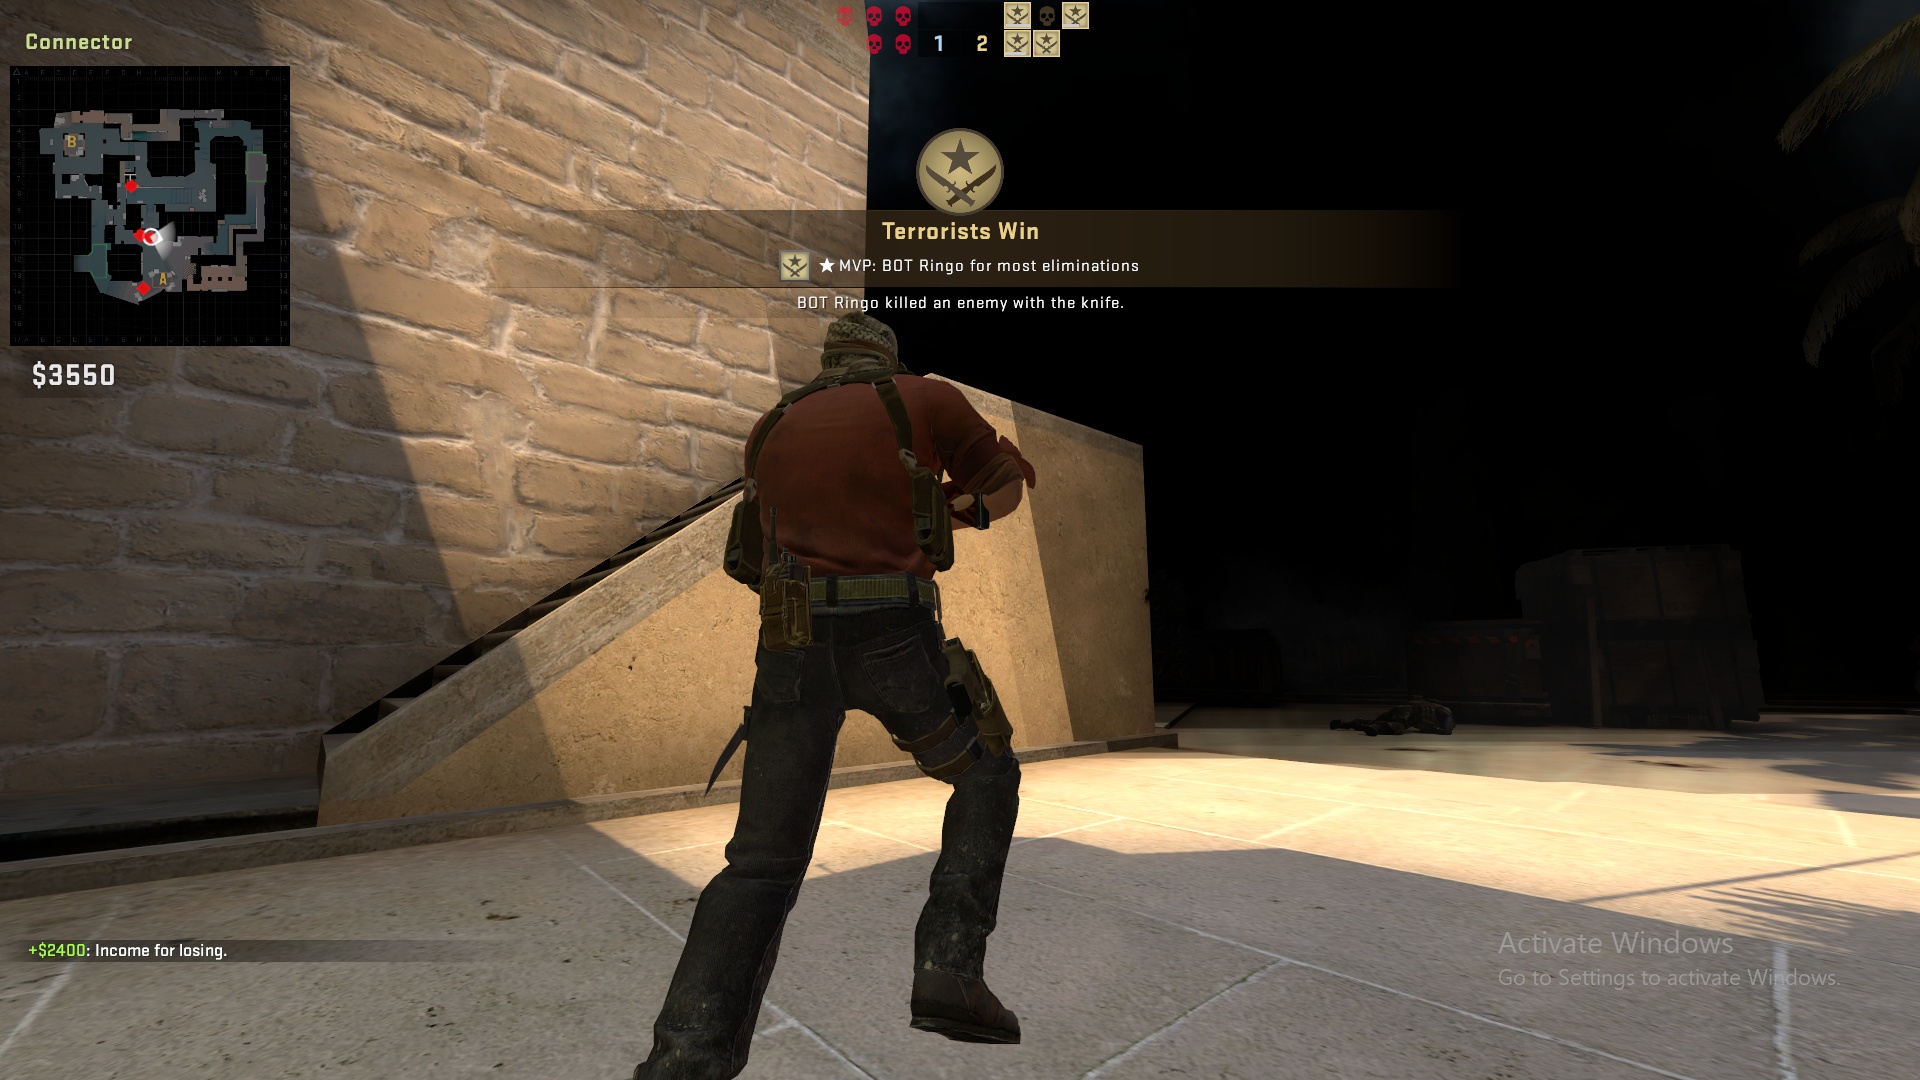 Connector
B
A
$3550
1 2
Terrorists Win
MVP: BOT Ringo for most eliminations
BOT Ringo killed an enemy with the knife.
+$2400: Income for losing.
Activate Windows
Go to Settings to activate Windows.